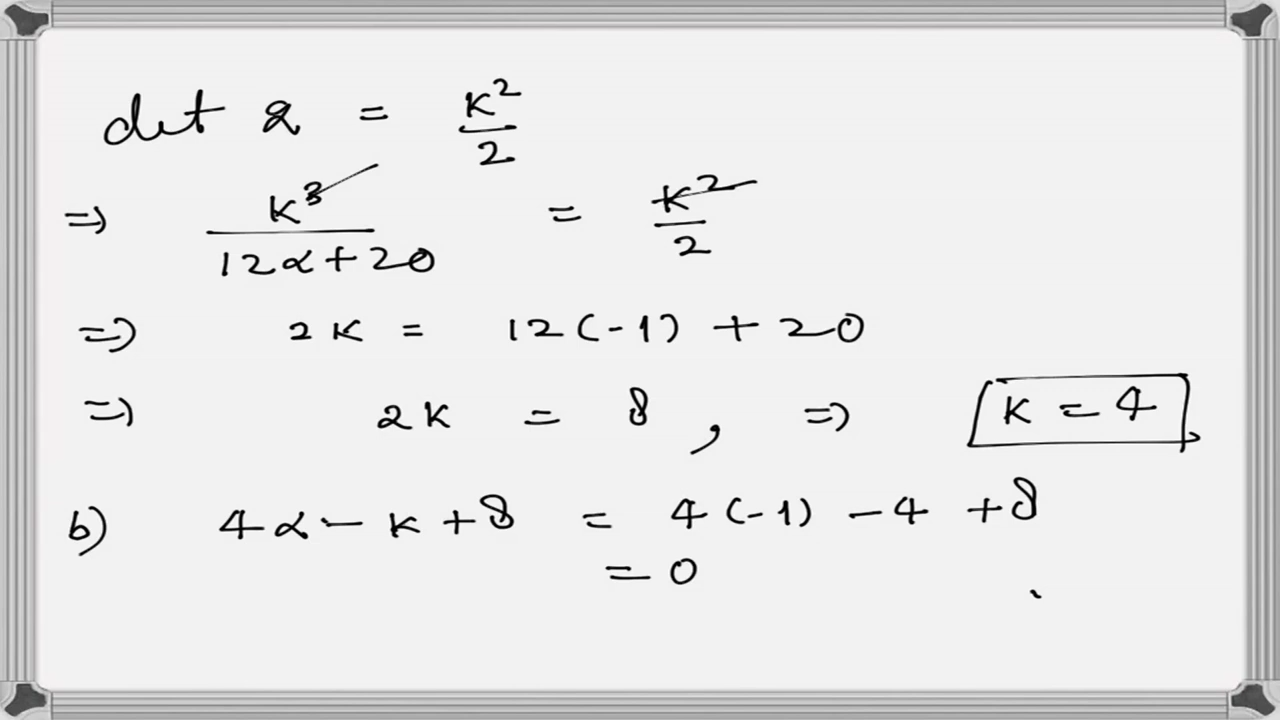 det Q = K²/2
=> K³/(12α+20) = K²/2
=> 2K = 12(-1) + 20
=> 2K = 8, => K = 4
b) 4α - K + 8 = 4(-1) - 4 + 8
= 0